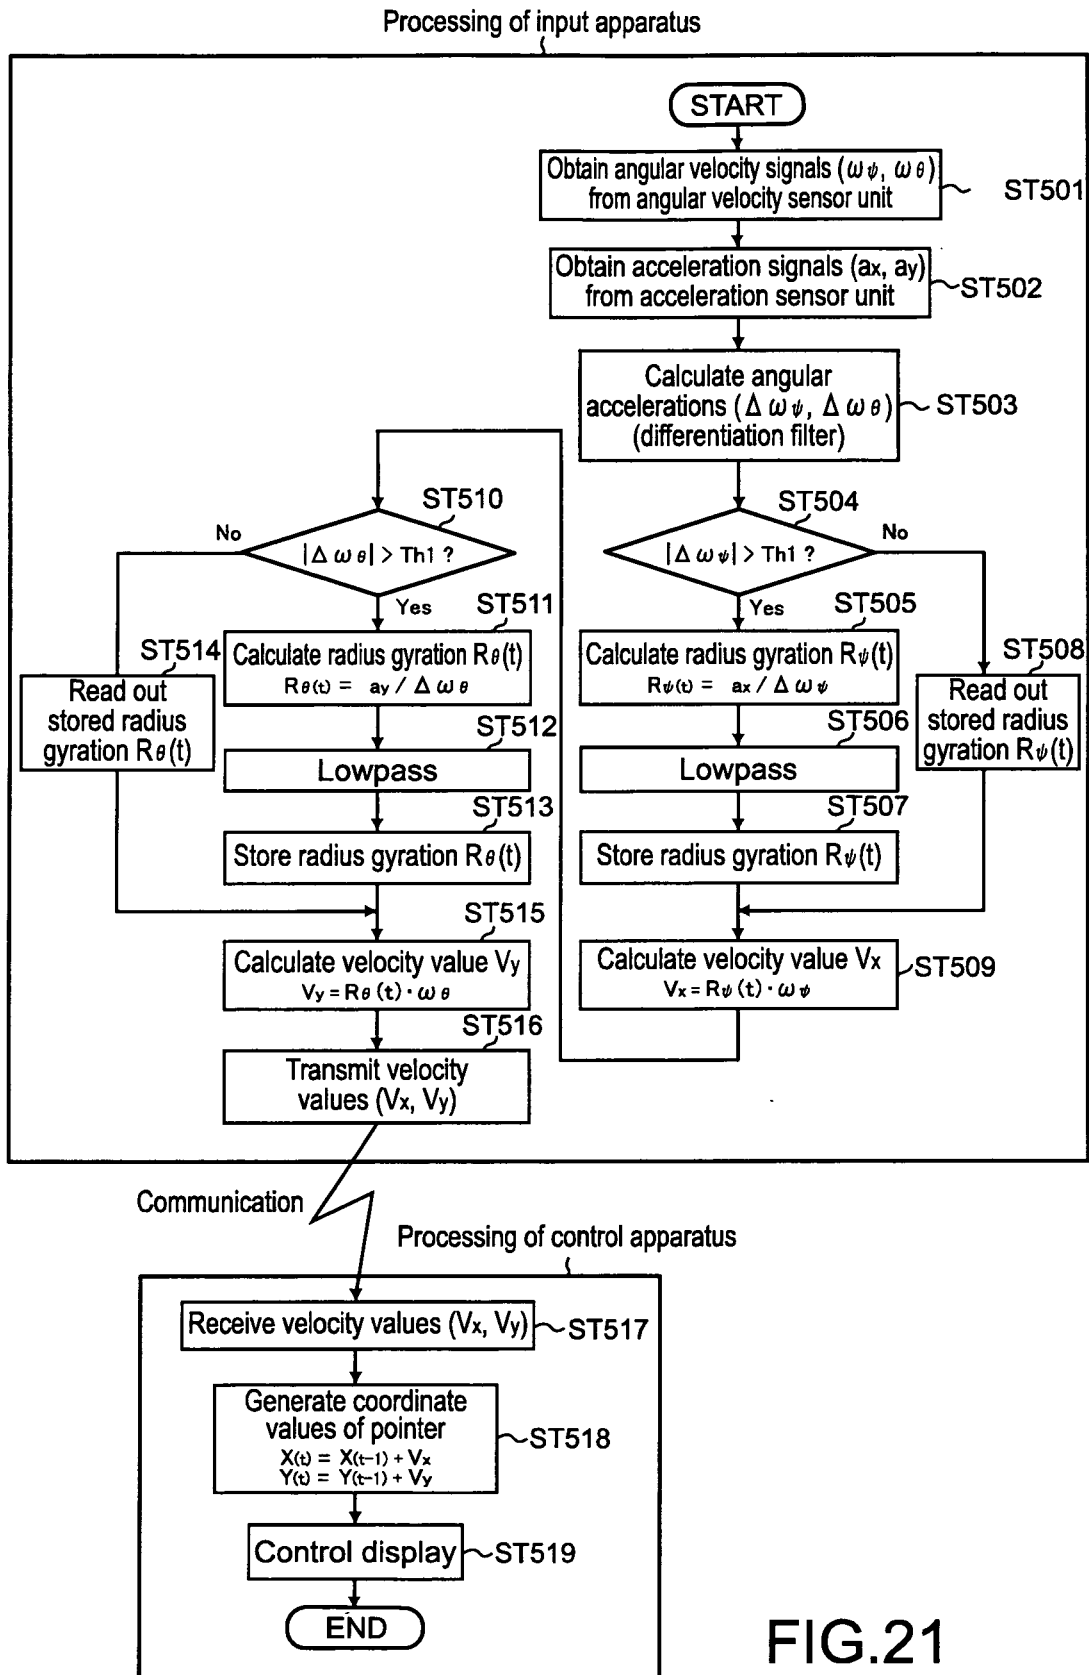 Processing of input apparatus
START
Obtain angular velocity signals (ωψ, ωθ)
from angular velocity sensor unit
ST501
Obtain acceleration signals (ax, ay)
from acceleration sensor unit
ST502
Calculate angular
accelerations (Δωψ, Δωθ)
(differentiation filter)
ST503
ST504
|Δωψ| > Th1 ?
No
Yes
ST505
Calculate radius gyration Rψ(t)
Rψ(t) = ax / Δωψ
ST506
Lowpass
ST507
Store radius gyration Rψ(t)
ST508
Read out
stored radius
gyration Rψ(t)
Calculate velocity value Vx
Vx = Rψ(t) · ωψ
ST509
ST510
|Δωθ| > Th1 ?
No
Yes
ST511
Calculate radius gyration Rθ(t)
Rθ(t) = ay / Δωθ
ST512
Lowpass
ST513
Store radius gyration Rθ(t)
ST514
Read out
stored radius
gyration Rθ(t)
ST515
Calculate velocity value Vy
Vy = Rθ(t) · ωθ
ST516
Transmit velocity
values (Vx, Vy)
Communication
Processing of control apparatus
Receive velocity values (Vx, Vy)
ST517
Generate coordinate
values of pointer
X(t) = X(t-1) + Vx
Y(t) = Y(t-1) + Vy
ST518
Control display
ST519
END
FIG.21